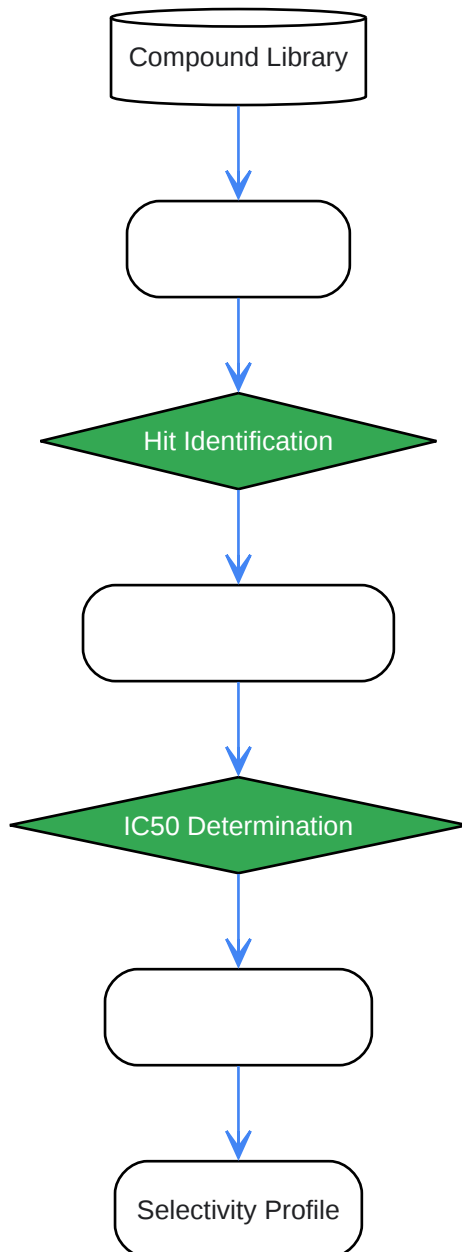 Compound Library
Hit Identification
IC50 Determination
Selectivity Profile